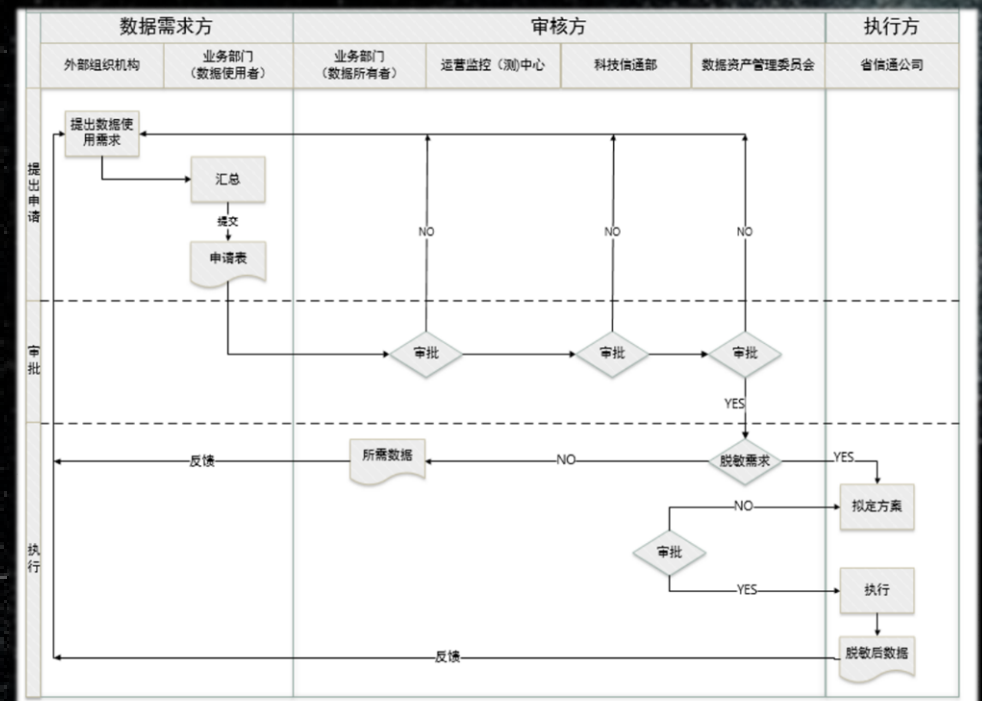 数据需求方
审核方
执行方
外部组织机构
业务部门
（数据使用者）
业务部门
（数据所有者）
运营监控（测)中心
科技信通部
数据资产管理委员会
省信通公司
提出申请
提出数据使
用需求
汇总
提交
申请表
NO
NO
NO
审批
审批
审批
审批
YES
执行
反馈
所需数据
NO
脱敏需求
YES
拟定方案
NO
审批
YES
执行
脱敏后数据
反馈